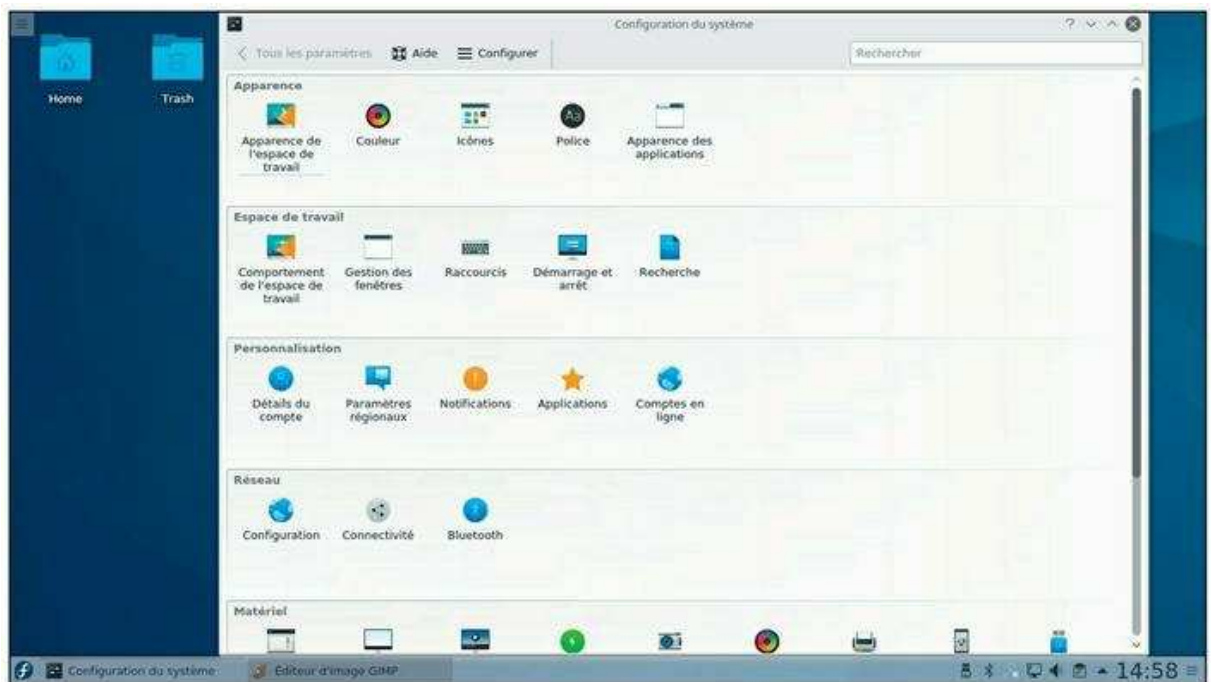 Configuration du système
Tous les paramètres Aide Configurer Rechercher
Home Trash
Apparence
Apparence de l'espace de travail
Couleur
Icônes
Police
Apparence des applications
Espace de travail
Comportement de l'espace de travail
Gestion des fenêtres
Raccourcis
Démarrage et arrêt
Recherche
Personnalisation
Détails du compte
Paramètres régionaux
Notifications
Applications
Comptes en ligne
Réseau
Configuration
Connectivité
Bluetooth
Matériel
Configuration du système
Éditeur d'image GIMP
14:58